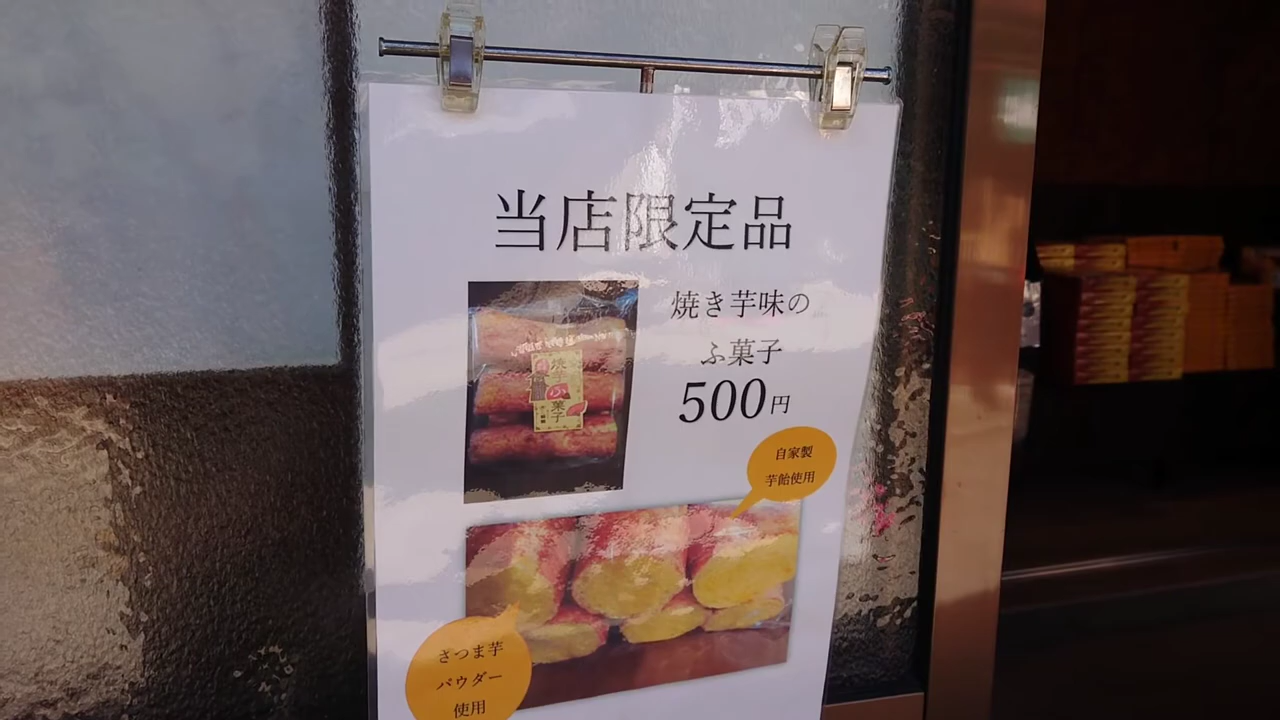 当店限定品
焼き芋味の
ふ菓子
500円
自家製
芋飴使用
さつま芋
パウダー
使用